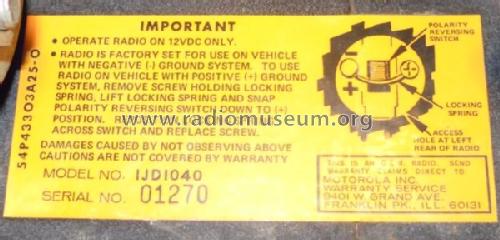 IMPORTANT
• OPERATE RADIO ON 12VDC ONLY.
• RADIO IS FACTORY SET FOR USE ON VEHICLE
WITH NEGATIVE (-) GROUND SYSTEM. TO USE
RADIO ON VEHICLE WITH POSITIVE (+) GROUND
SYSTEM, REMOVE SCREW HOLDING LOCKING
SPRING, LIFT LOCKING SPRING AND SNAP
POLARITY REVERSING SWITCH DOWN TO (+)
POSITION.
ACROSS SWITCH AND REPLACE SCREW.
DAMAGES CAUSED BY NOT OBSERVING ABOVE
CAUTIONS ARE NOT COVERED BY WARRANTY
MODEL NO. IJD1040
SERIAL NO. 01270
54P43303A25-O
POLARITY
REVERSING
SWITCH
LOCKING
SPRING
ACCESS
HOLE AT LEFT
REAR OF RADIO
THIS IS AN O.E.M. RADIO. SEND
WARRANTY CLAIMS DIRECT TO
MOTOROLA INC.
WARRANTY SERVICE
9401 W. GRAND AVE.
FRANKLIN PK., ILL. 60131
www.radiomuseum.org